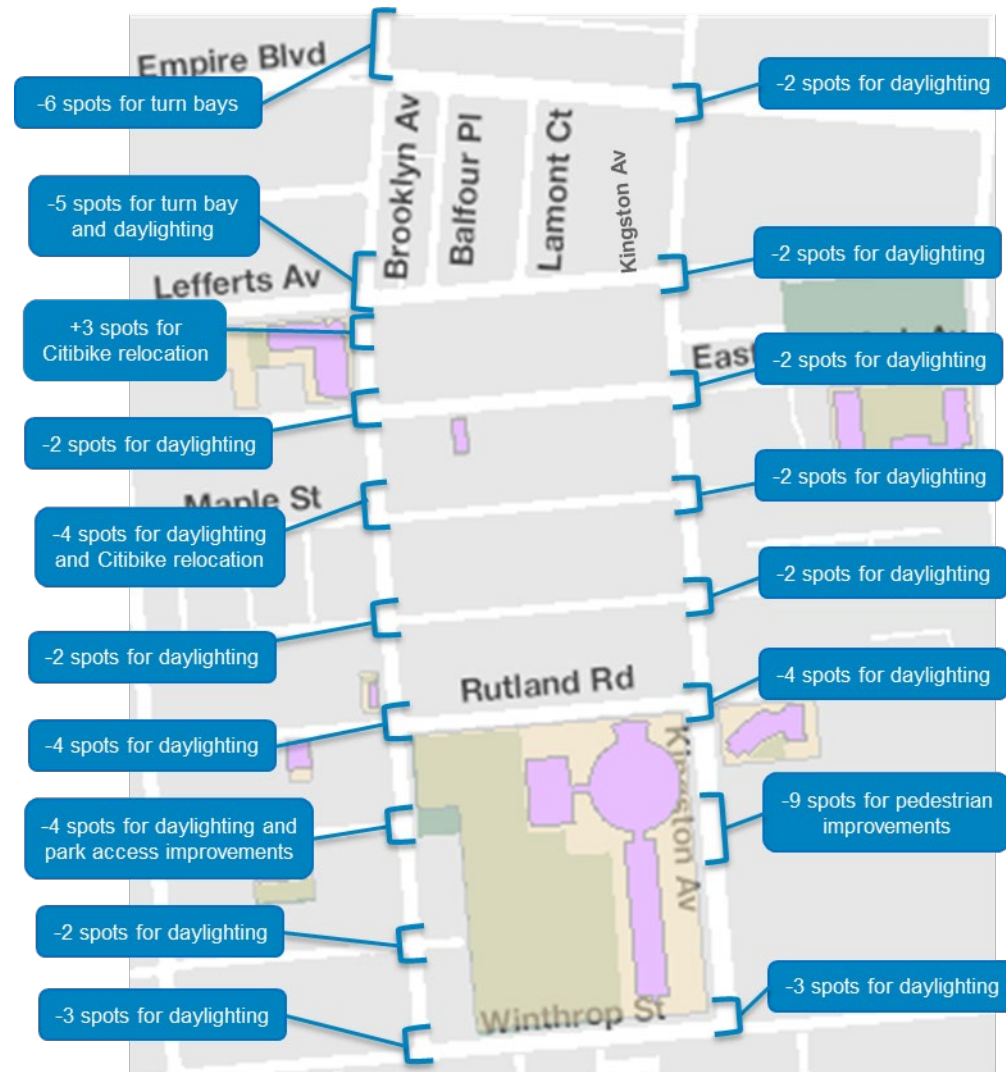 Empire Blvd
-6 spots for turn bays
-2 spots for daylighting
Brooklyn Av
Balfour Pl
Lamont Ct
Kingston Av
-5 spots for turn bay
and daylighting
Lefferts Av
-2 spots for daylighting
+3 spots for
Citibike relocation
East
-2 spots for daylighting
-2 spots for daylighting
Maple St
-2 spots for daylighting
-4 spots for daylighting
and Citibike relocation
-2 spots for daylighting
-2 spots for daylighting
Rutland Rd
-4 spots for daylighting
-4 spots for daylighting
Kingston Av
-9 spots for pedestrian
improvements
-4 spots for daylighting and
park access improvements
-2 spots for daylighting
-3 spots for daylighting
Winthrop St
-3 spots for daylighting